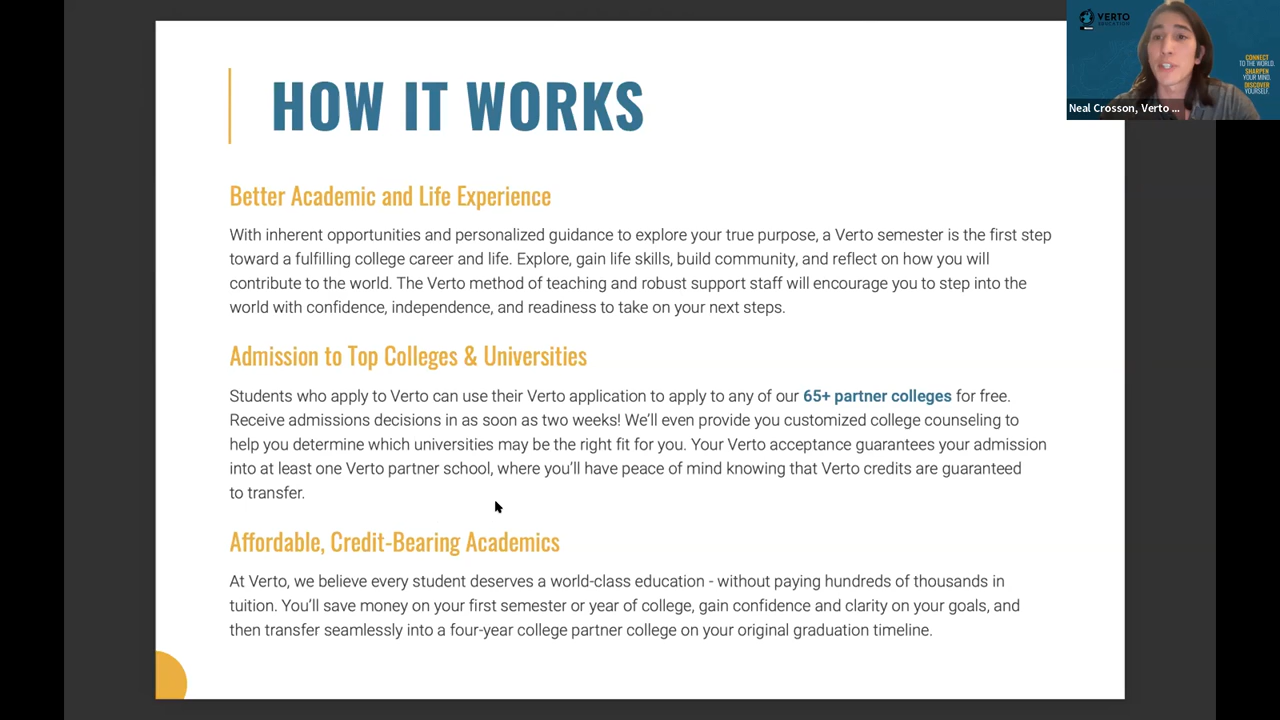 HOW IT WORKS
Better Academic and Life Experience
With inherent opportunities and personalized guidance to explore your true purpose, a Verto semester is the first step
toward a fulfilling college career and life. Explore, gain life skills, build community, and reflect on how you will
contribute to the world. The Verto method of teaching and robust support staff will encourage you to step into the
world with confidence, independence, and readiness to take on your next steps.
Admission to Top Colleges & Universities
Students who apply to Verto can use their Verto application to apply to any of our 65+ partner colleges for free.
Receive admissions decisions in as soon as two weeks! We'll even provide you customized college counseling to
help you determine which universities may be the right fit for you. Your Verto acceptance guarantees your admission
into at least one Verto partner school, where you'll have peace of mind knowing that Verto credits are guaranteed
to transfer.
Affordable, Credit-Bearing Academics
At Verto, we believe every student deserves a world-class education - without paying hundreds of thousands in
tuition. You'll save money on your first semester or year of college, gain confidence and clarity on your goals, and
then transfer seamlessly into a four-year college partner college on your original graduation timeline.
VERTO
EDUCATION
CONNECT
TO THE WORLD.
SHARPEN
YOUR MIND.
DISCOVER
YOURSELF.
Neal Crosson, Verto ...